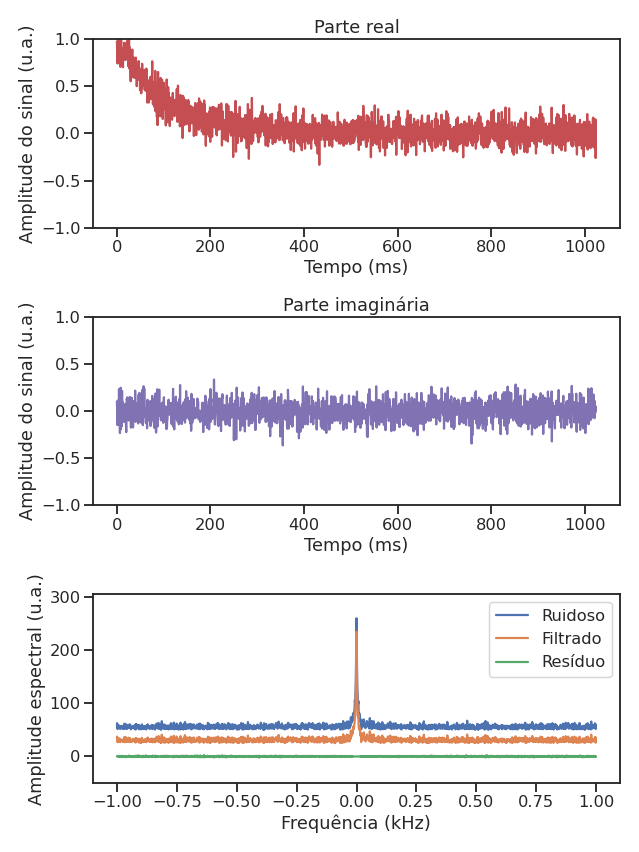 Parte real
Amplitude do sinal (u.a.)
1.0
0.5
0.0
−0.5
−1.0
0 200 400 600 800 1000
Tempo (ms)
Parte imaginária
Amplitude do sinal (u.a.)
1.0
0.5
0.0
−0.5
−1.0
0 200 400 600 800 1000
Tempo (ms)
Amplitude espectral (u.a.)
300
200
100
0
Ruidoso
Filtrado
Resíduo
−1.00 −0.75 −0.50 −0.25 0.00 0.25 0.50 0.75 1.00
Frequência (kHz)